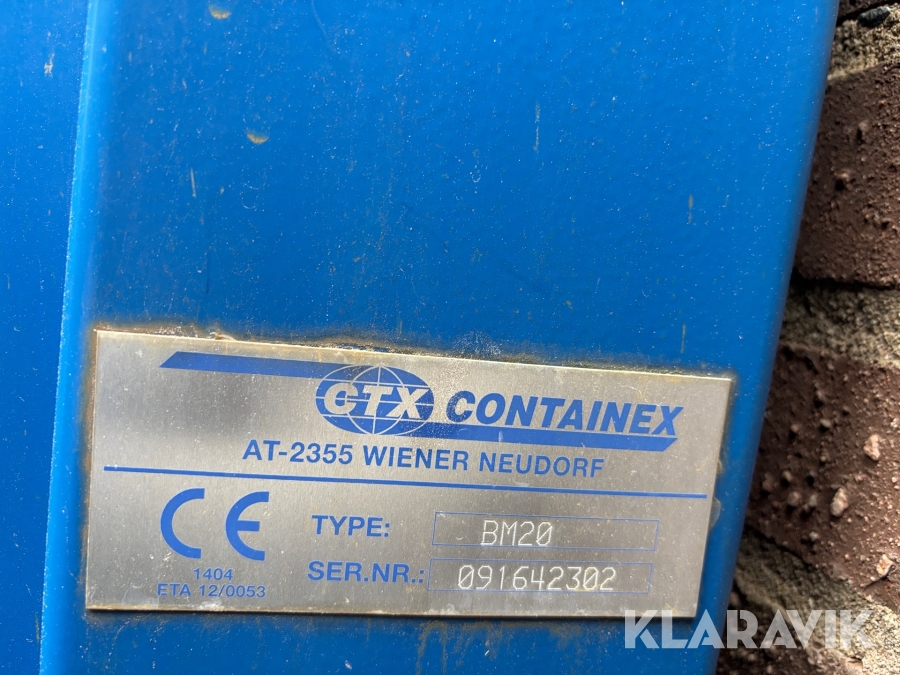 CTX CONTAINEX
AT-2355 WIENER NEUDORF
CE
1404
ETA 12/0053
TYPE: BM20
SER.NR.: 091642302
KLARAVIK